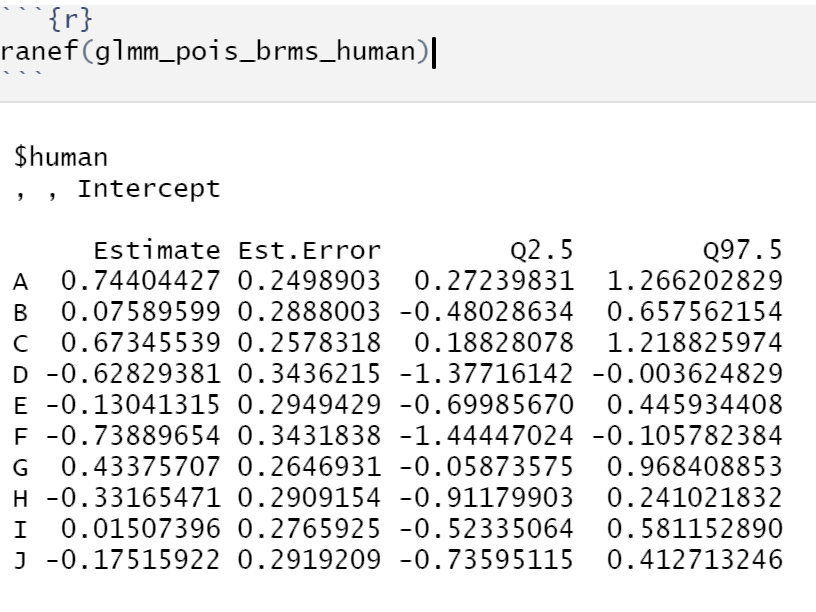 ```{r}
ranef(glmm_pois_brms_human)
```
$human
, , Intercept
Estimate Est.Error Q2.5 Q97.5
A 0.74404427 0.2498903 0.27239831 1.266202829
B 0.07589599 0.2888003 -0.48028634 0.657562154
C 0.67345539 0.2578318 0.18828078 1.218825974
D -0.62829381 0.3436215 -1.37716142 -0.003624829
E -0.13041315 0.2949429 -0.69985670 0.445934408
F -0.73889654 0.3431838 -1.44447024 -0.105782384
G 0.43375707 0.2646931 -0.05873575 0.968408853
H -0.33165471 0.2909154 -0.91179903 0.241021832
I 0.01507396 0.2765925 -0.52335064 0.581152890
J -0.17515922 0.2919209 -0.73595115 0.412713246